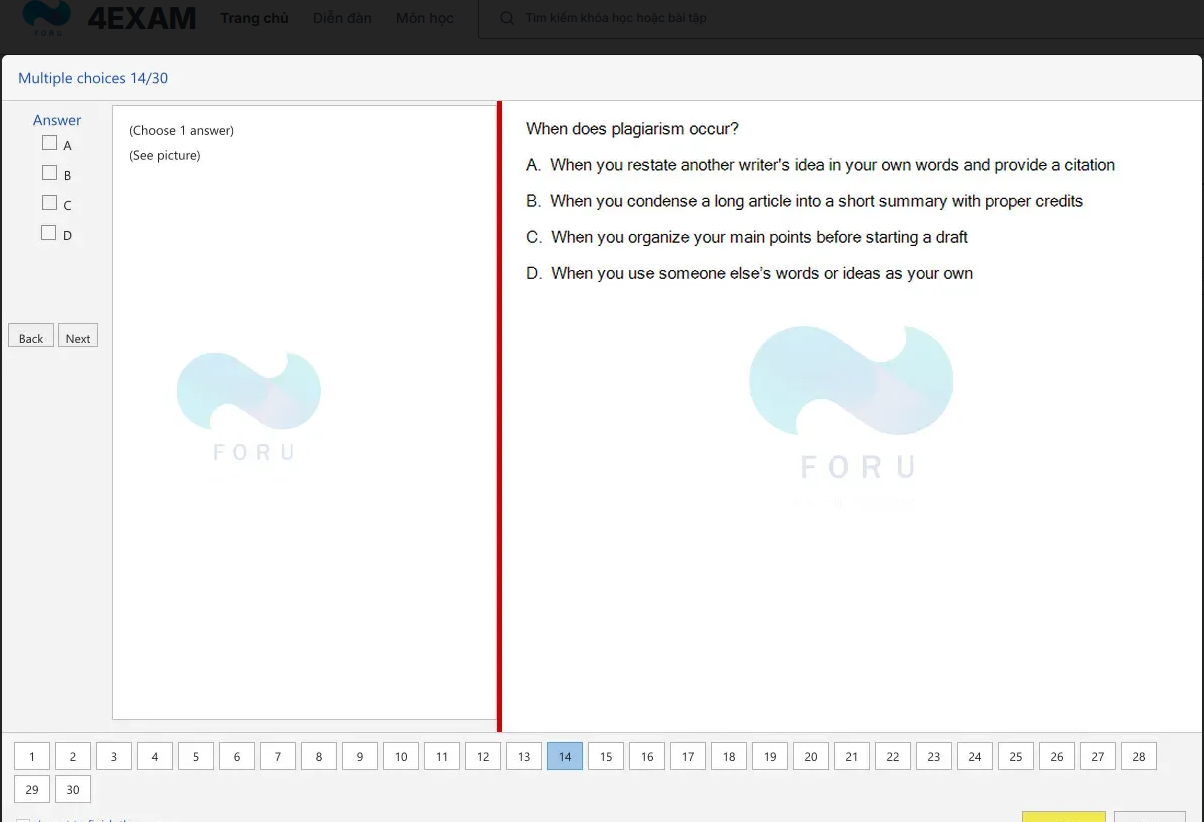 FORU
4EXAM
Trang chủ
Diễn đàn
Môn học
Tìm kiếm khóa học hoặc bài tập
Multiple choices 14/30
Answer
A
B
C
D
Back
Next
(Choose 1 answer)
(See picture)
FORU
When does plagiarism occur?
A. When you restate another writer's idea in your own words and provide a citation
B. When you condense a long article into a short summary with proper credits
C. When you organize your main points before starting a draft
D. When you use someone else’s words or ideas as your own
FORU
1 2 3 4 5 6 7 8 9 10 11 12 13 14 15 16 17 18 19 20 21 22 23 24 25 26 27 28
29 30